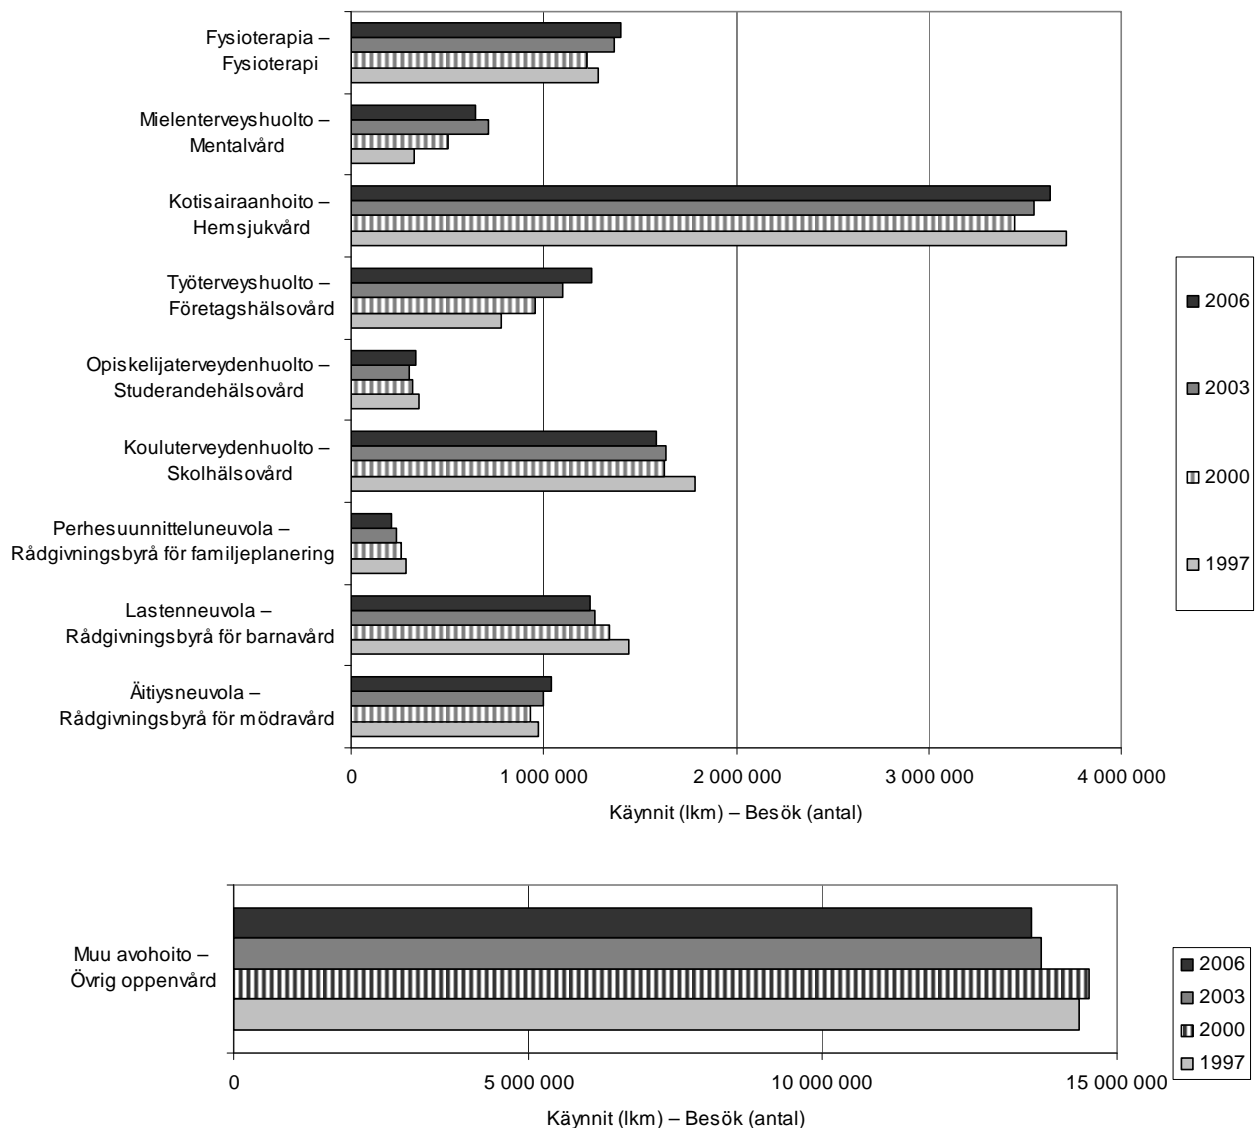 Fysioterapia –
Fysioterapi
Mielenterveyshuolto –
Mentalvård
Kotisairaanhoito –
Hemsjukvård
Työterveyshuolto –
Företagshälsovård
Opiskelijaterveydenhuolto –
Studerandehälsovård
Kouluterveydenhuolto –
Skolhälsovård
Perhesuunnitteluneuvola –
Rådgivningsbyrå för familjeplanering
Lastenneuvola –
Rådgivningsbyrå för barnavård
Äitiysneuvola –
Rådgivningsbyrå för mödravård
0 1 000 000 2 000 000 3 000 000 4 000 000
Käynnit (lkm) – Besök (antal)
2006
2003
2000
1997
Muu avohoito –
Övrig oppenvård
0 5 000 000 10 000 000 15 000 000
Käynnit (lkm) – Besök (antal)
2006
2003
2000
1997